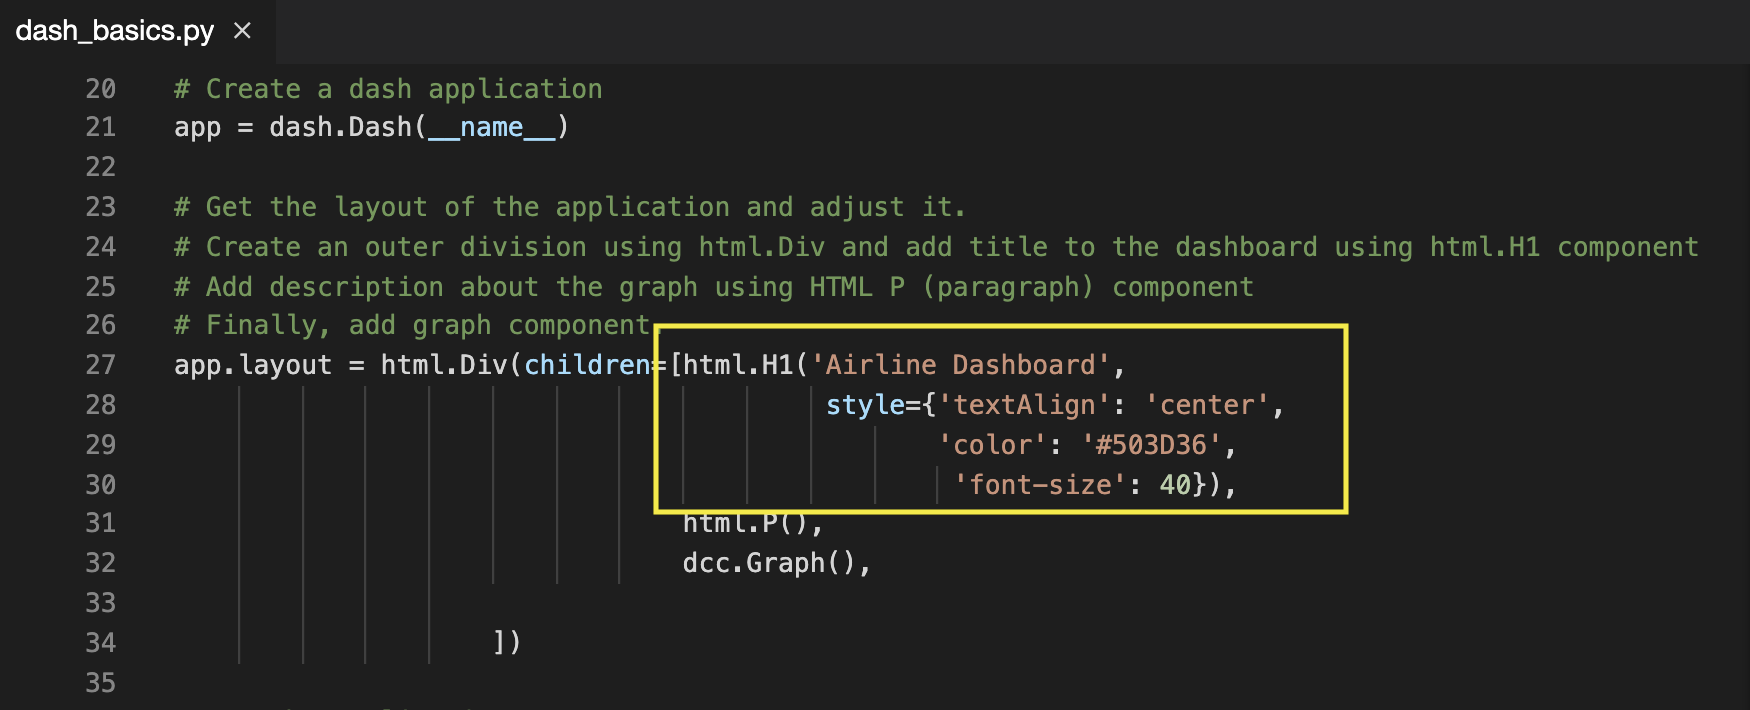 dash_basics.py ×
20 # Create a dash application
21 app = dash.Dash(__name__)
22
23 # Get the layout of the application and adjust it.
24 # Create an outer division using html.Div and add title to the dashboard using html.H1 component
25 # Add description about the graph using HTML P (paragraph) component
26 # Finally, add graph component
27 app.layout = html.Div(children=[html.H1('Airline Dashboard',
28 style={'textAlign': 'center',
29 'color': '#503D36',
30 'font-size': 40}),
31 html.P(),
32 dcc.Graph(),
33
34 ])
35